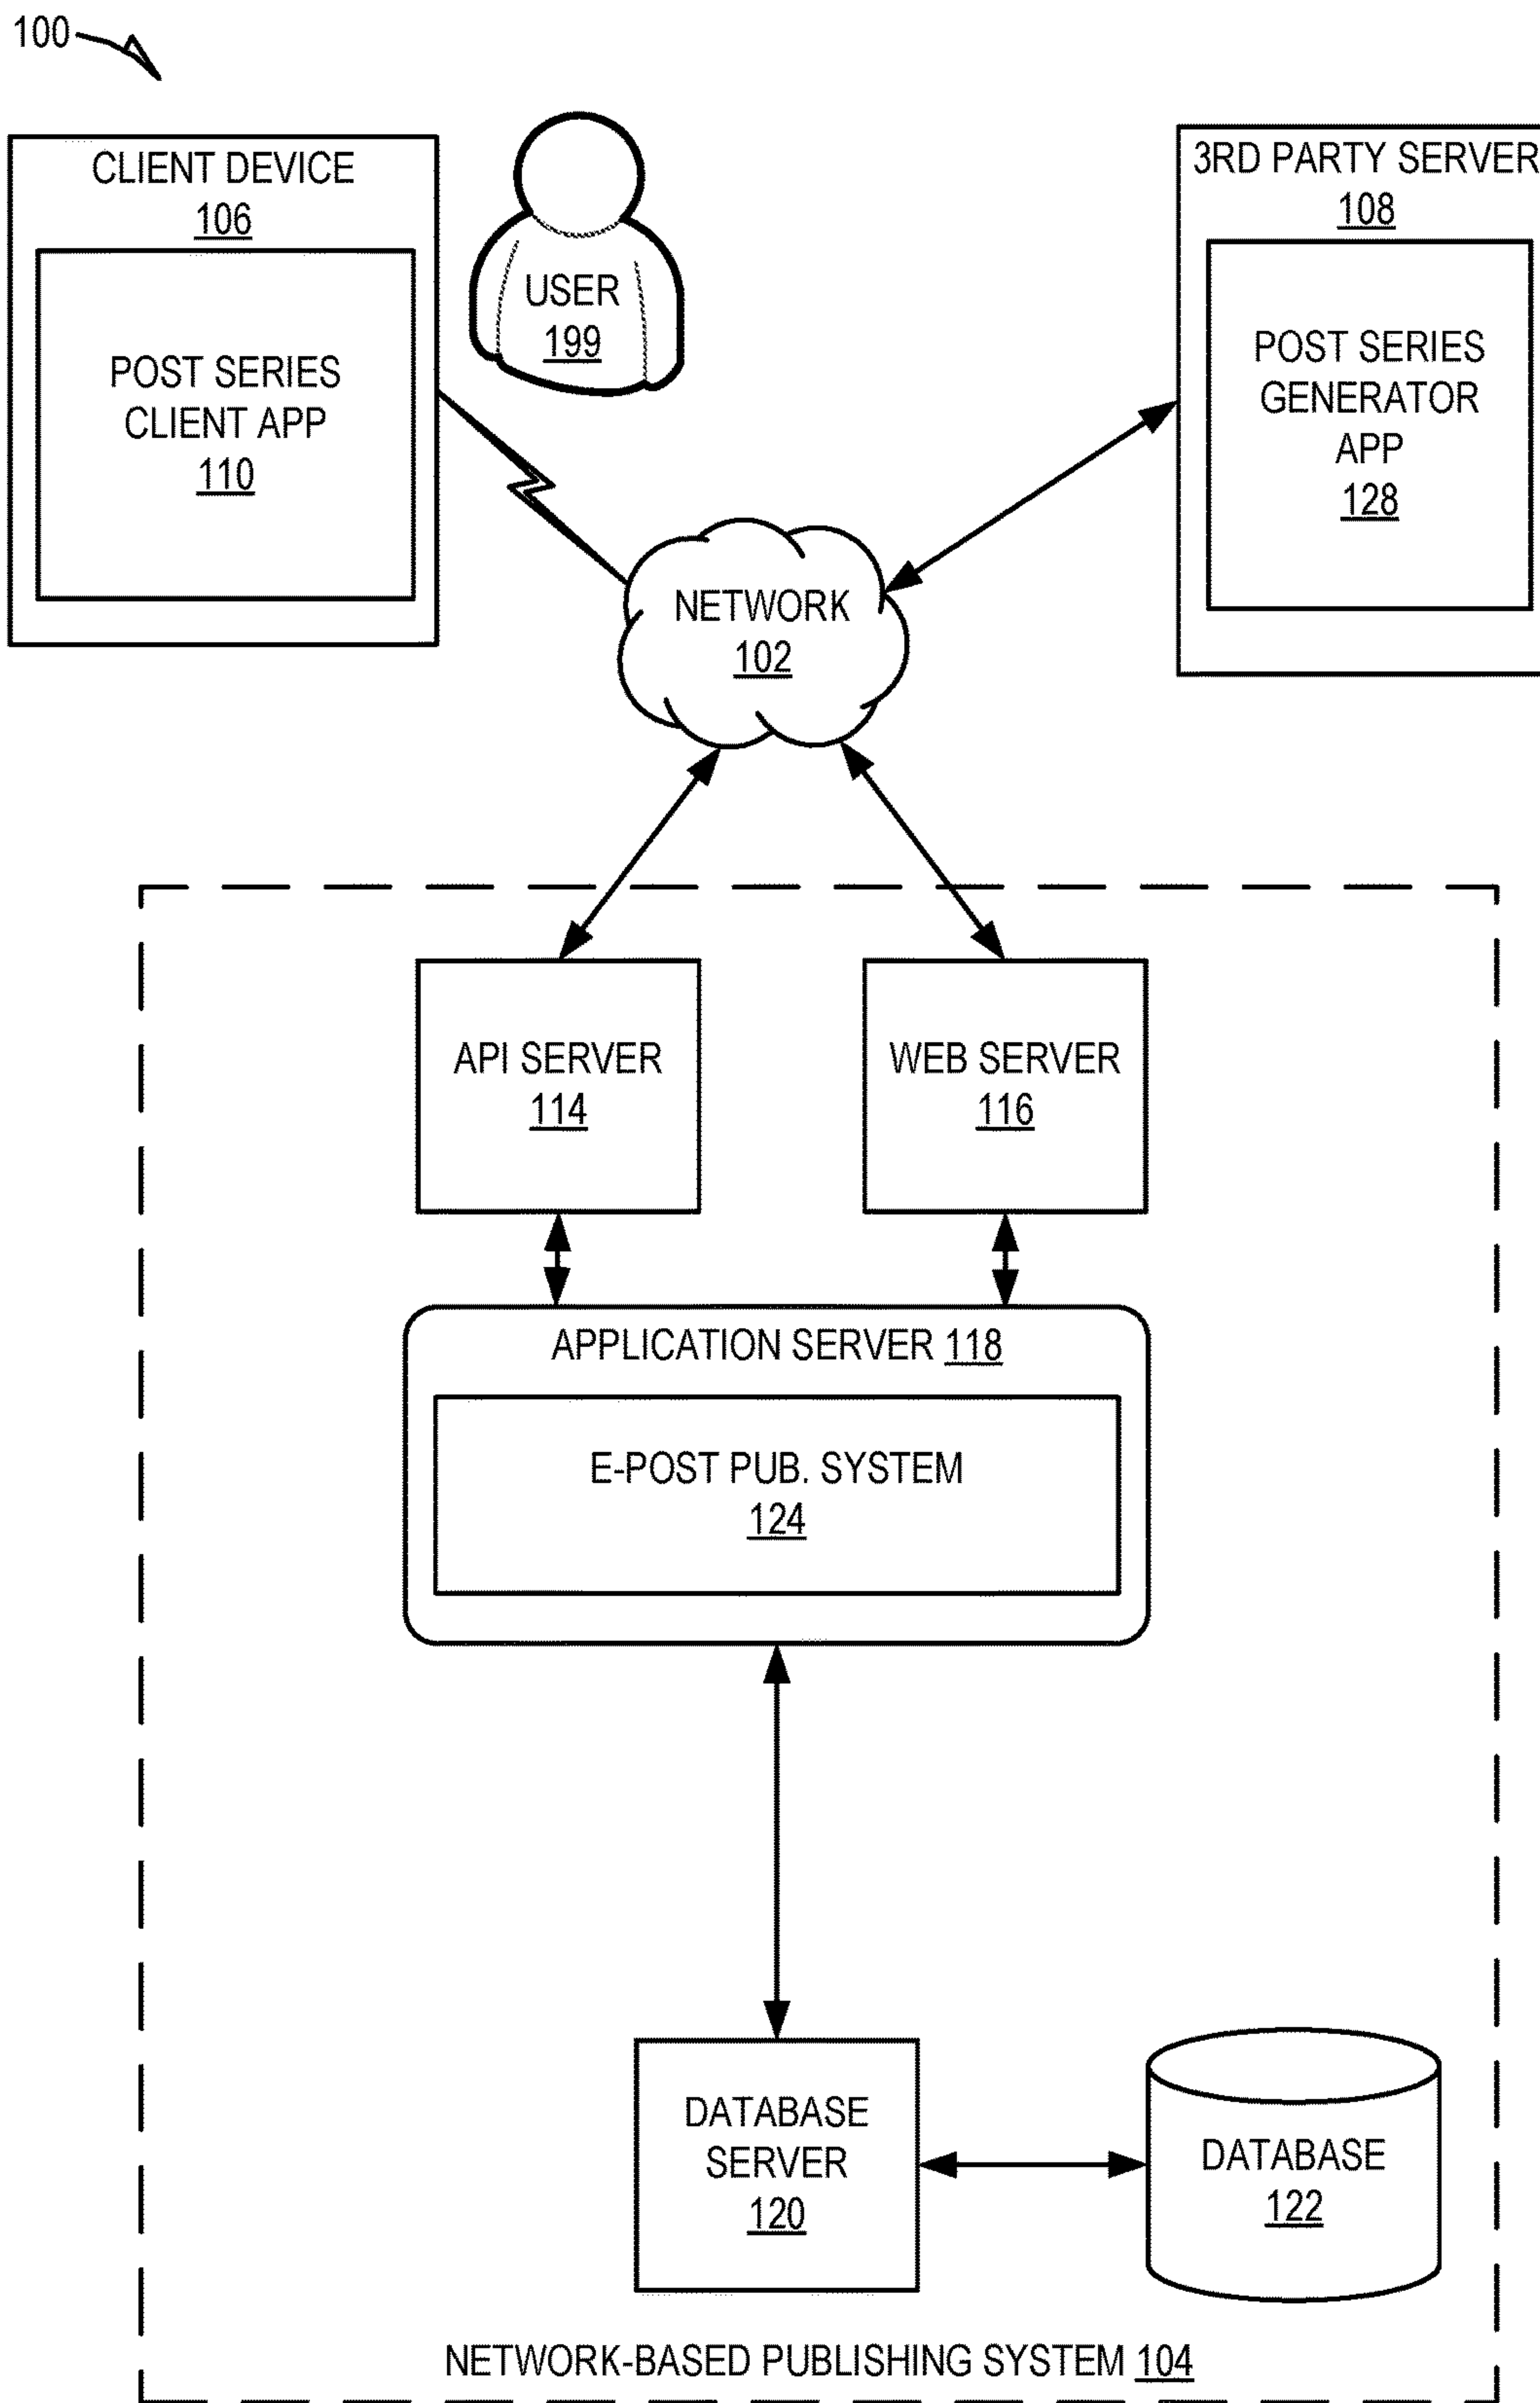 100
CLIENT DEVICE
106
POST SERIES
CLIENT APP
110
USER
199
3RD PARTY SERVER
108
POST SERIES
GENERATOR
APP
128
NETWORK
102
API SERVER
114
WEB SERVER
116
APPLICATION SERVER 118
E-POST PUB. SYSTEM
124
DATABASE
SERVER
120
DATABASE
122
NETWORK-BASED PUBLISHING SYSTEM 104